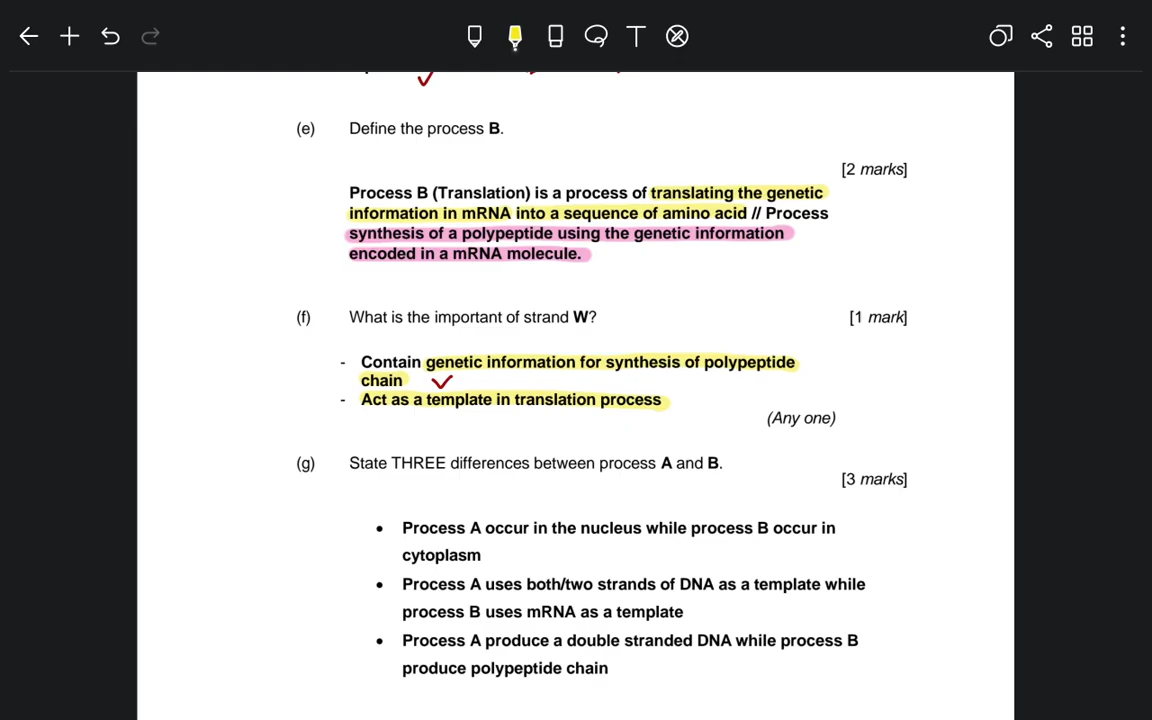 (e) Define the process B.
[2 marks]
Process B (Translation) is a process of translating the genetic
information in mRNA into a sequence of amino acid // Process
synthesis of a polypeptide using the genetic information
encoded in a mRNA molecule.
(f) What is the important of strand W? [1 mark]
- Contain genetic information for synthesis of polypeptide
chain
- Act as a template in translation process
(Any one)
(g) State THREE differences between process A and B.
[3 marks]
• Process A occur in the nucleus while process B occur in
cytoplasm
• Process A uses both/two strands of DNA as a template while
process B uses mRNA as a template
• Process A produce a double stranded DNA while process B
produce polypeptide chain